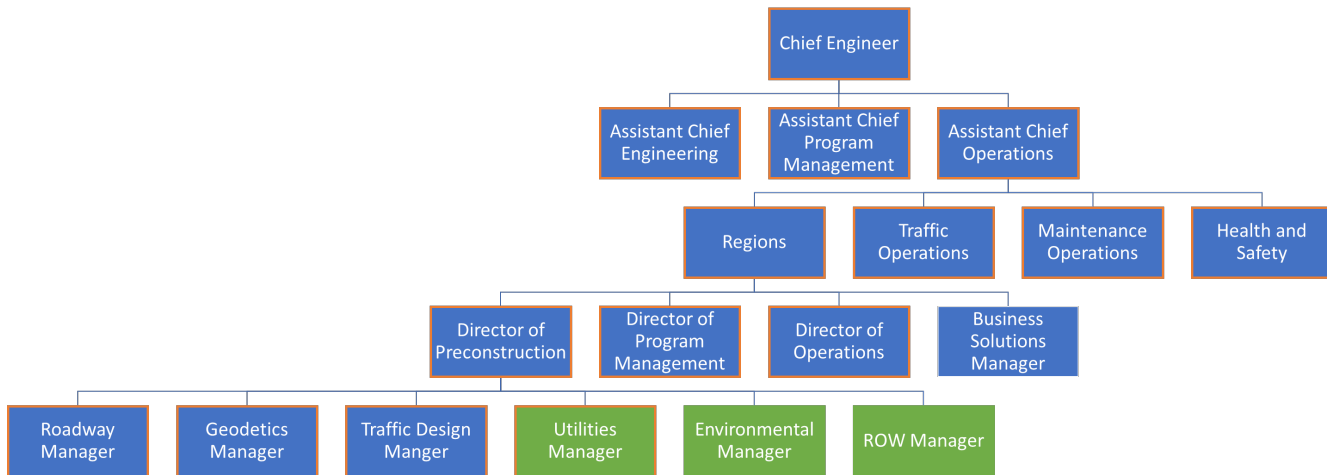 Chief Engineer
Assistant Chief
Engineering
Assistant Chief
Program
Management
Assistant Chief
Operations
Regions
Traffic
Operations
Maintenance
Operations
Health and
Safety
Director of
Preconstruction
Director of
Program
Management
Director of
Operations
Business
Solutions
Manager
Roadway
Manager
Geodetics
Manager
Traffic Design
Manger
Utilities
Manager
Environmental
Manager
ROW Manager